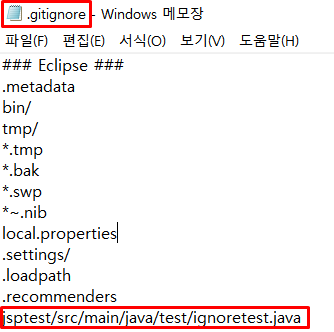 .gitignore - Windows 메모장
파일(F) 편집(E) 서식(O) 보기(V) 도움말(H)
### Eclipse ###
.metadata
bin/
tmp/
*.tmp
*.bak
*.swp
*~.nib
local.properties
.settings/
.loadpath
.recommenders
jsptest/src/main/java/test/ignoretest.java